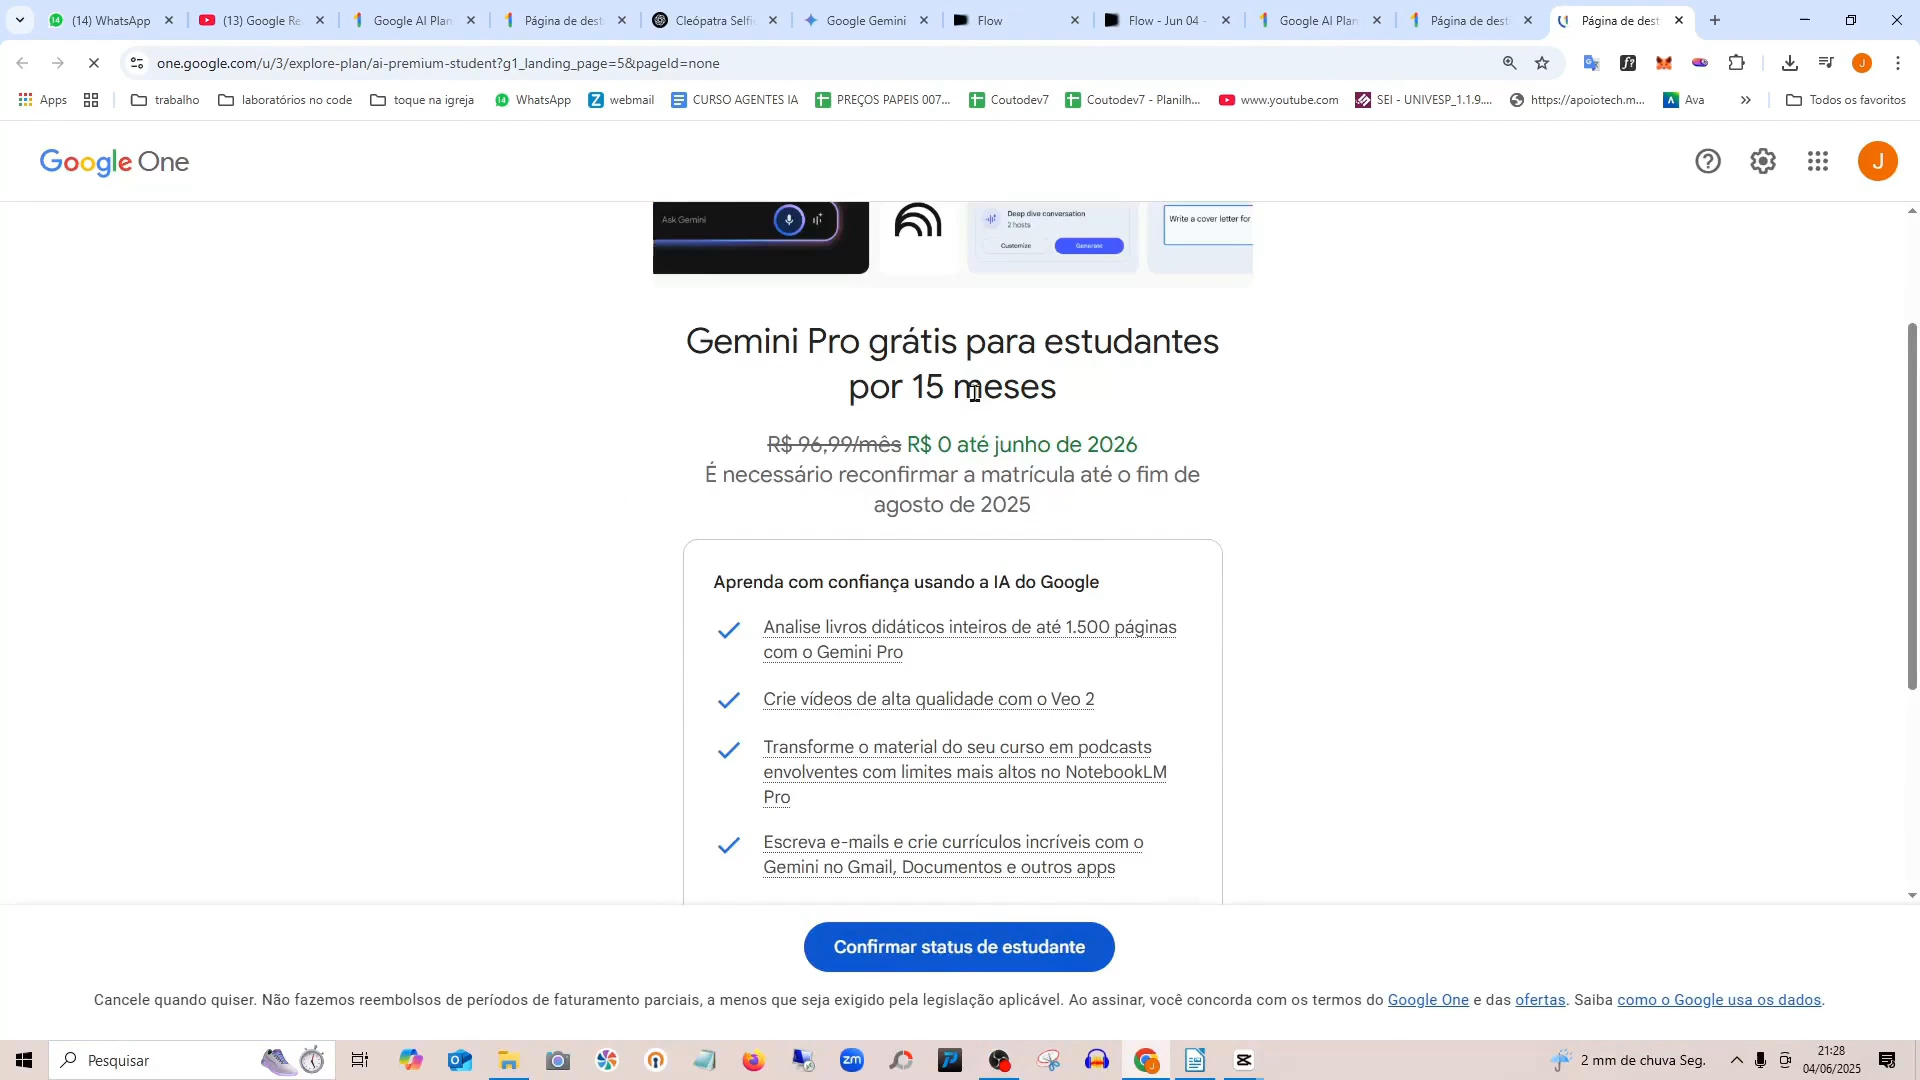 (14) WhatsApp
(13) Google Re
Google AI Plan
Página de dest
Cleópatra Selfi
Google Gemini
Flow
Flow - Jun 04 -
Google AI Plan
Página de dest
Página de dest
one.google.com/u/3/explore-plan/ai-premium-student?g1_landing_page=5&pageId=none
Apps
trabalho
laboratórios no code
toque na igreja
WhatsApp
webmail
CURSO AGENTES IA
PREÇOS PAPEIS 007...
Coutodev7
Coutodev7 - Planilh...
www.youtube.com
SEI - UNIVESP_1.1.9....
https://apoiotech.m...
Ava
Todos os favoritos
Google One
J
Ask Gemini
Deep dive conversation
2 hosts
Customize
Generate
Write a cover letter for
Gemini Pro grátis para estudantes
por 15 meses
R$ 96,99/mês R$ 0 até junho de 2026
É necessário reconfirmar a matrícula até o fim de
agosto de 2025
Aprenda com confiança usando a IA do Google
Analise livros didáticos inteiros de até 1.500 páginas
com o Gemini Pro
Crie vídeos de alta qualidade com o Veo 2
Transforme o material do seu curso em podcasts
envolventes com limites mais altos no NotebookLM
Pro
Escreva e-mails e crie currículos incríveis com o
Gemini no Gmail, Documentos e outros apps
Confirmar status de estudante
Cancele quando quiser. Não fazemos reembolsos de períodos de faturamento parciais, a menos que seja exigido pela legislação aplicável. Ao assinar, você concorda com os termos do Google One e das ofertas. Saiba como o Google usa os dados.
Pesquisar
2 mm de chuva Seg.
21:28
04/06/2025